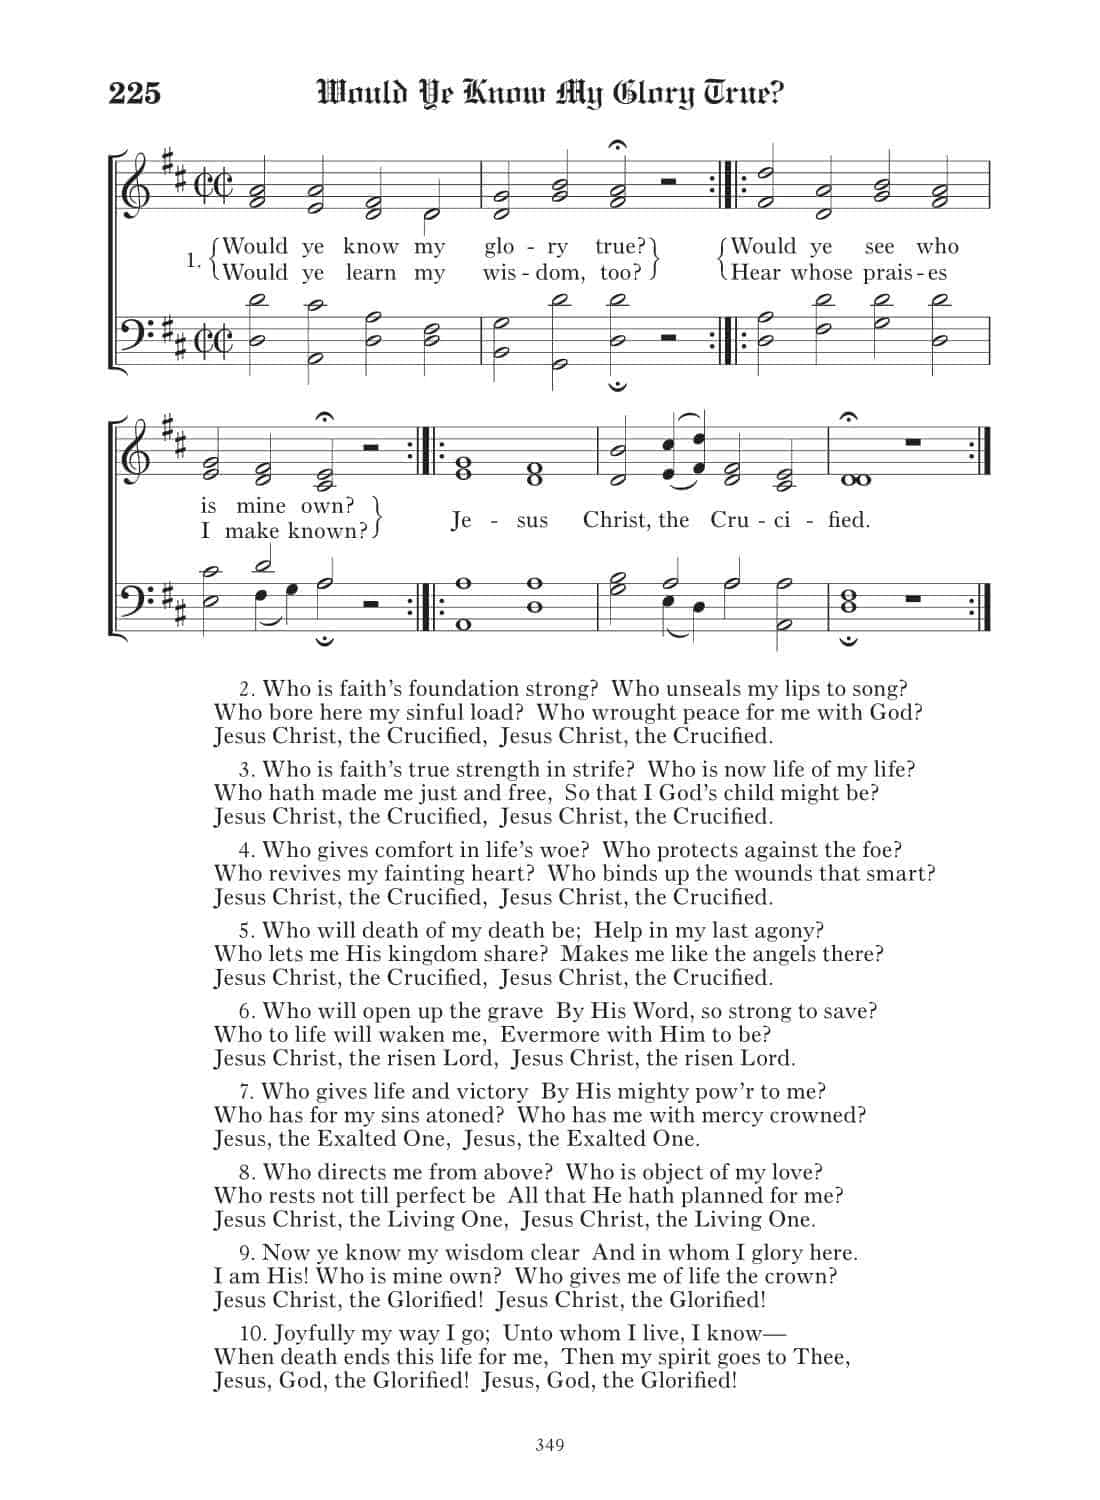 225 Would Ye Know My Glory True?
1. Would ye know my glo - ry true? Would ye see who
Would ye learn my wis - dom, too? Hear whose prais - es
is mine own?
I make known?
Je - sus Christ, the Cru - ci - fied.
2. Who is faith’s foundation strong? Who unseals my lips to song?
Who bore here my sinful load? Who wrought peace for me with God?
Jesus Christ, the Crucified, Jesus Christ, the Crucified.
3. Who is faith’s true strength in strife? Who is now life of my life?
Who hath made me just and free, So that I God’s child might be?
Jesus Christ, the Crucified, Jesus Christ, the Crucified.
4. Who gives comfort in life’s woe? Who protects against the foe?
Who revives my fainting heart? Who binds up the wounds that smart?
Jesus Christ, the Crucified, Jesus Christ, the Crucified.
5. Who will death of my death be; Help in my last agony?
Who lets me His kingdom share? Makes me like the angels there?
Jesus Christ, the Crucified, Jesus Christ, the Crucified.
6. Who will open up the grave By His Word, so strong to save?
Who to life will waken me, Evermore with Him to be?
Jesus Christ, the risen Lord, Jesus Christ, the risen Lord.
7. Who gives life and victory By His mighty pow’r to me?
Who has for my sins atoned? Who has me with mercy crowned?
Jesus, the Exalted One, Jesus, the Exalted One.
8. Who directs me from above? Who is object of my love?
Who rests not till perfect be All that He hath planned for me?
Jesus Christ, the Living One, Jesus Christ, the Living One.
9. Now ye know my wisdom clear And in whom I glory here.
I am His! Who is mine own? Who gives me of life the crown?
Jesus Christ, the Glorified! Jesus Christ, the Glorified!
10. Joyfully my way I go; Unto whom I live, I know—
When death ends this life for me, Then my spirit goes to Thee,
Jesus, God, the Glorified! Jesus, God, the Glorified!
349